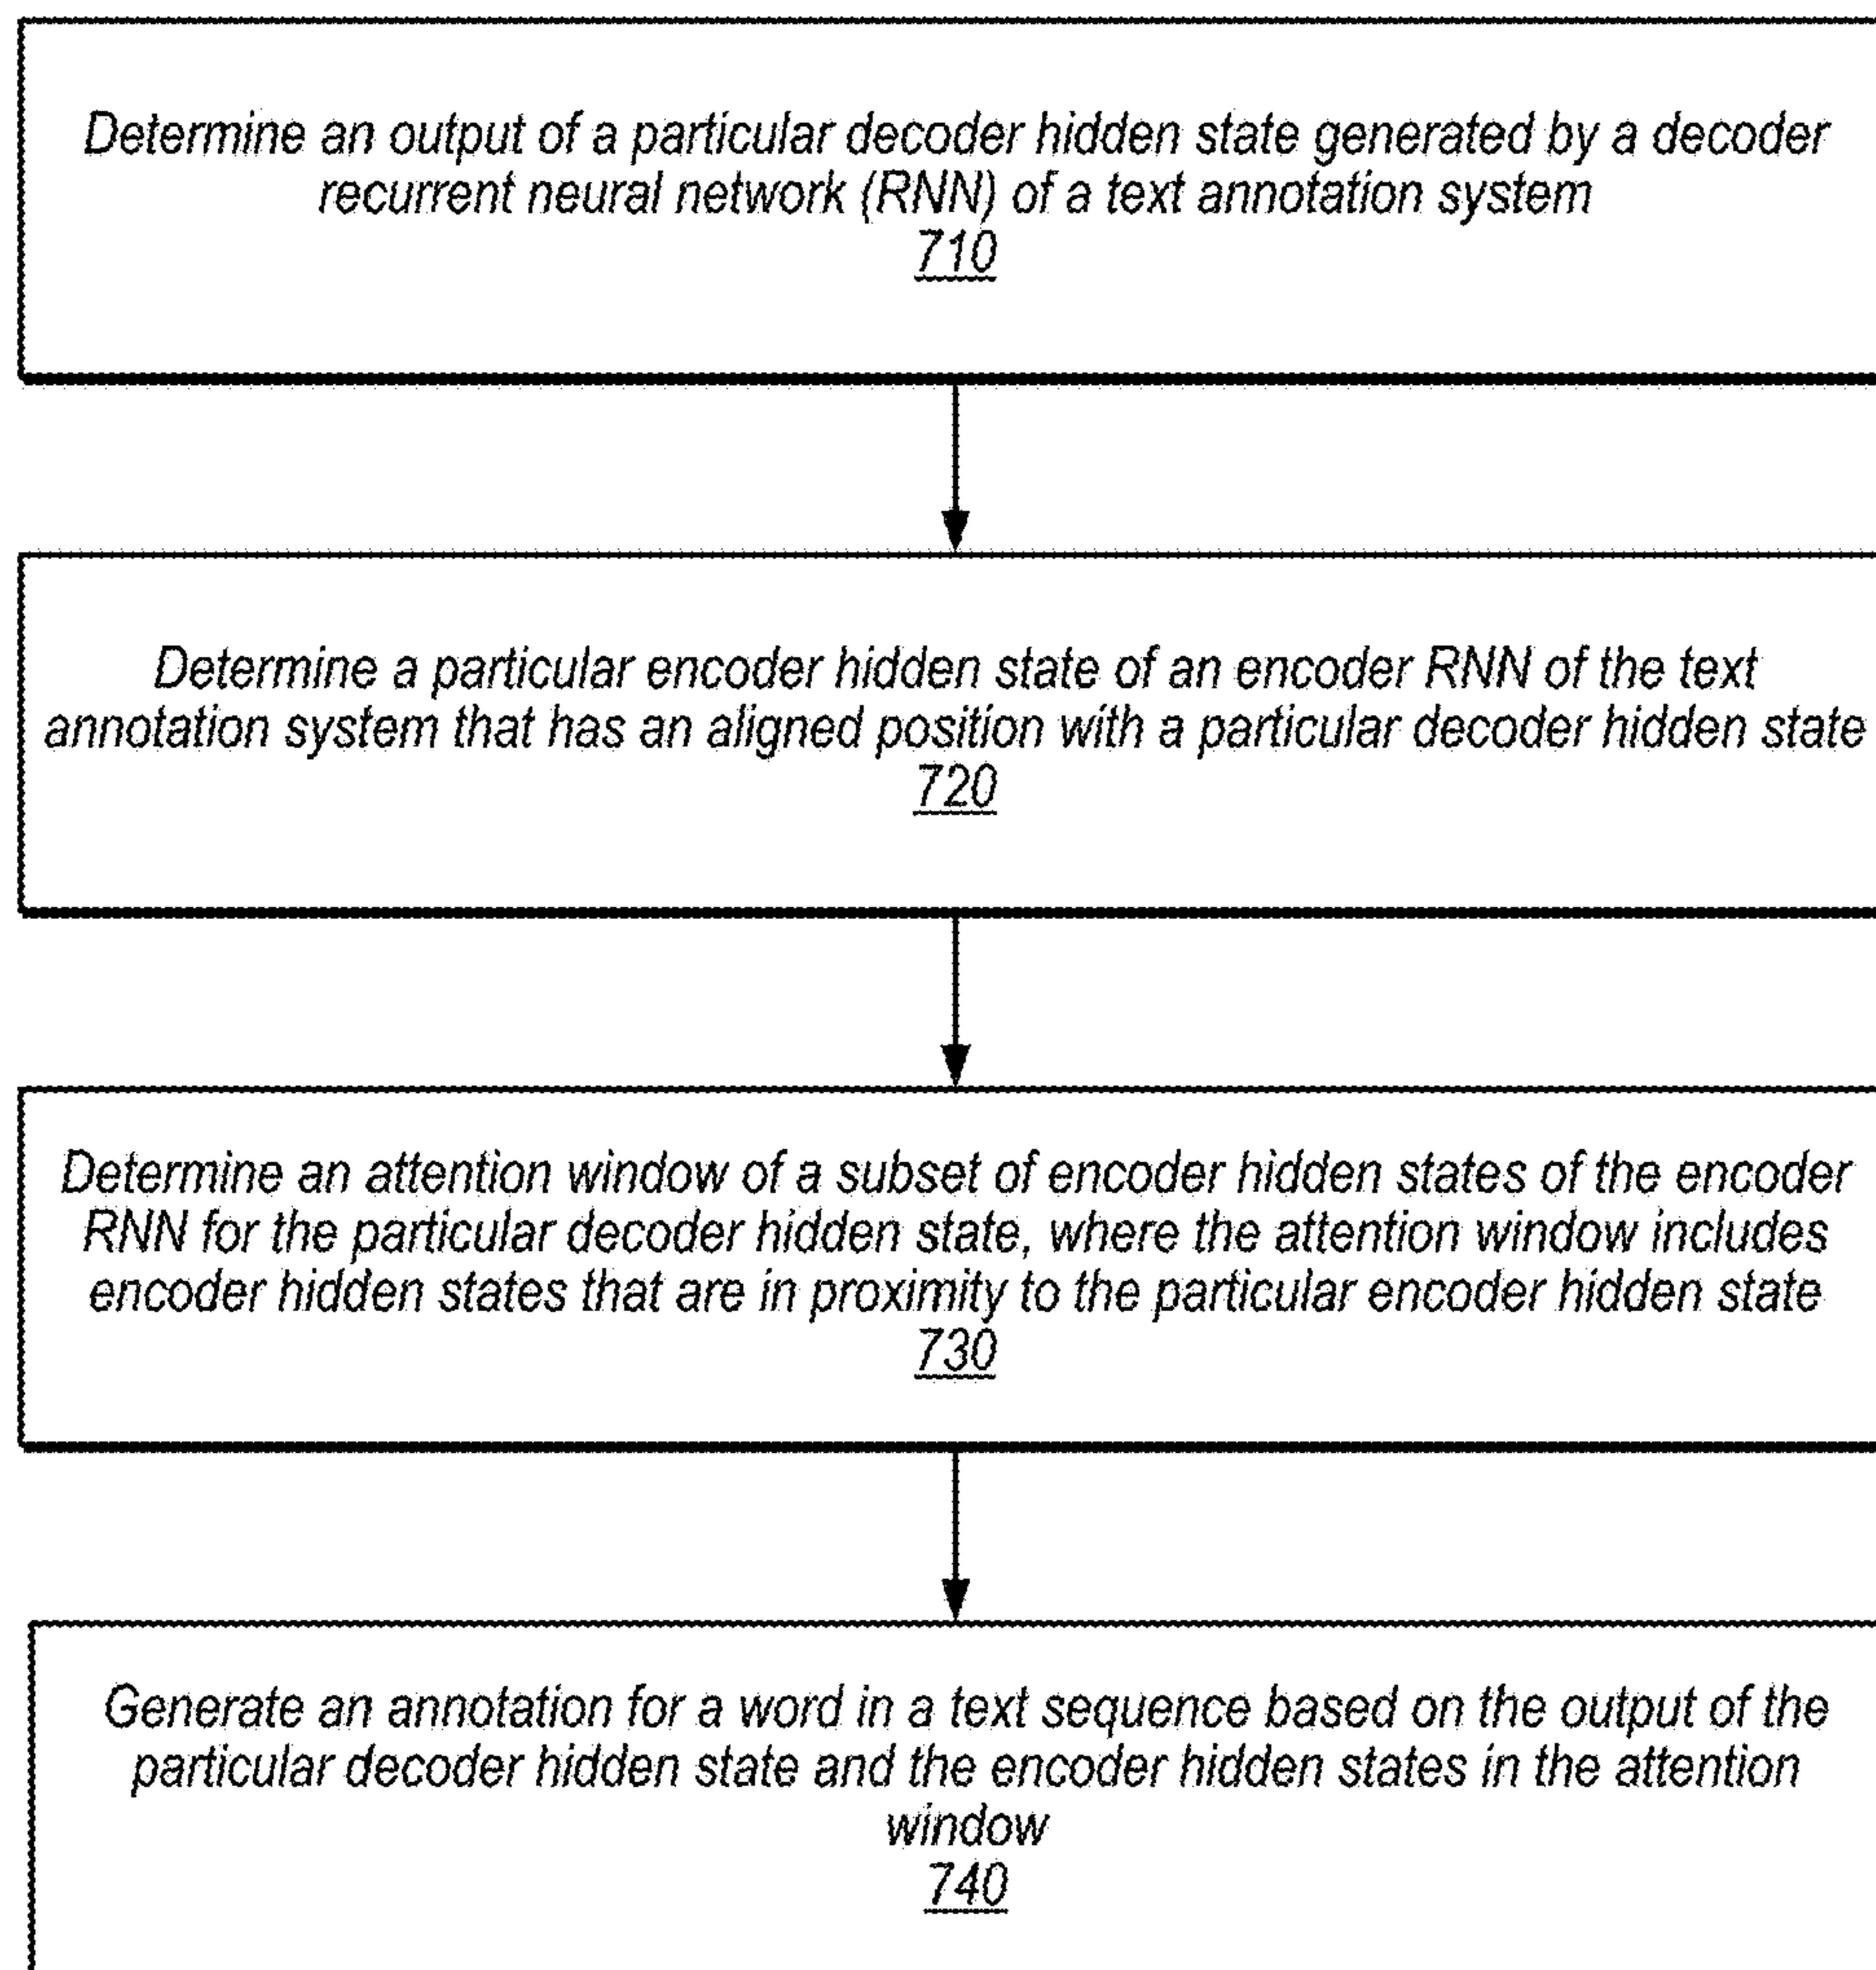 Determine an output of a particular decoder hidden state generated by a decoder
recurrent neural network (RNN) of a text annotation system
710
Determine a particular encoder hidden state of an encoder RNN of the text
annotation system that has an aligned position with a particular decoder hidden state
720
Determine an attention window of a subset of encoder hidden states of the encoder
RNN for the particular decoder hidden state, where the attention window includes
encoder hidden states that are in proximity to the particular encoder hidden state
730
Generate an annotation for a word in a text sequence based on the output of the
particular decoder hidden state and the encoder hidden states in the attention
window
740